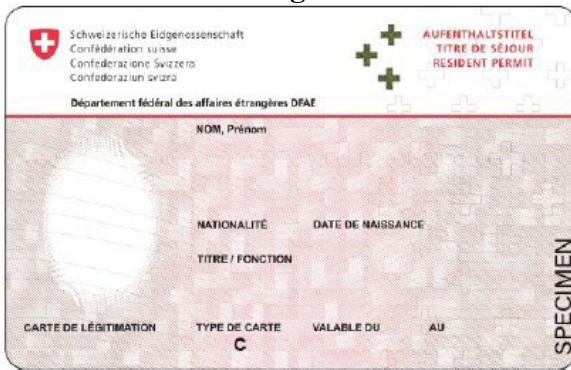 Schweizerische Eidgenossenschaft
Confédération suisse
Confederazione Svizzera
Confederaziun svizra
Département fédéral des affaires étrangères DFAE
AUFENTHALTSTITEL
TITRE DE SÉJOUR
RESIDENT PERMIT
NOM, Prénom
NATIONALITÉ DATE DE NAISSANCE
TITRE / FONCTION
CARTE DE LÉGITIMATION TYPE DE CARTE VALABLE DU AU
C
SPECIMEN